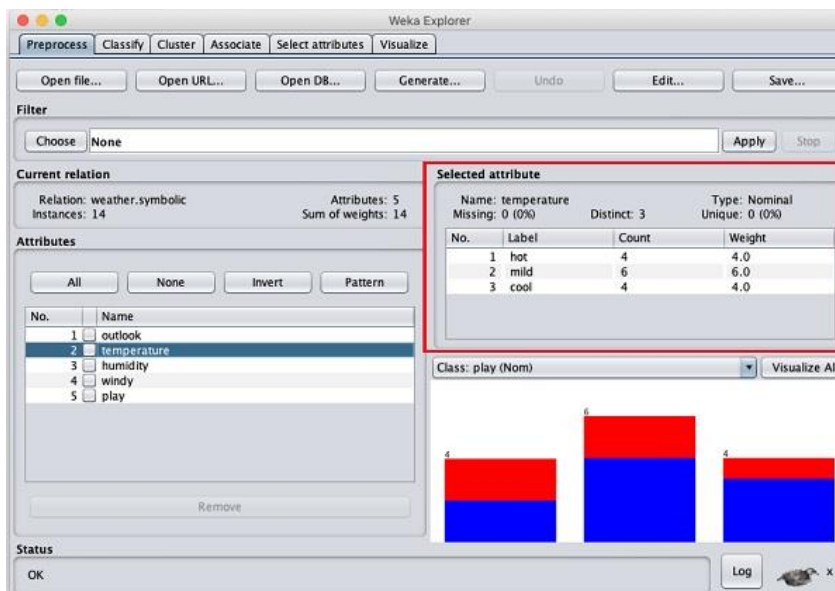 Weka Explorer
Preprocess Classify Cluster Associate Select attributes Visualize
Open file... Open URL... Open DB... Generate... Undo Edit... Save...
Filter
Choose None Apply Stop
Current relation
Relation: weather.symbolic Attributes: 5
Instances: 14 Sum of weights: 14
Selected attribute
Name: temperature Type: Nominal
Missing: 0 (0%) Distinct: 3 Unique: 0 (0%)
No. Label Count Weight
1 hot 4 4.0
2 mild 6 6.0
3 cool 4 4.0
Attributes
All None Invert Pattern
No. Name
1 outlook
2 temperature
3 humidity
4 windy
5 play
Remove
Class: play (Nom) Visualize Al
4 6 4
Status
OK
Log x